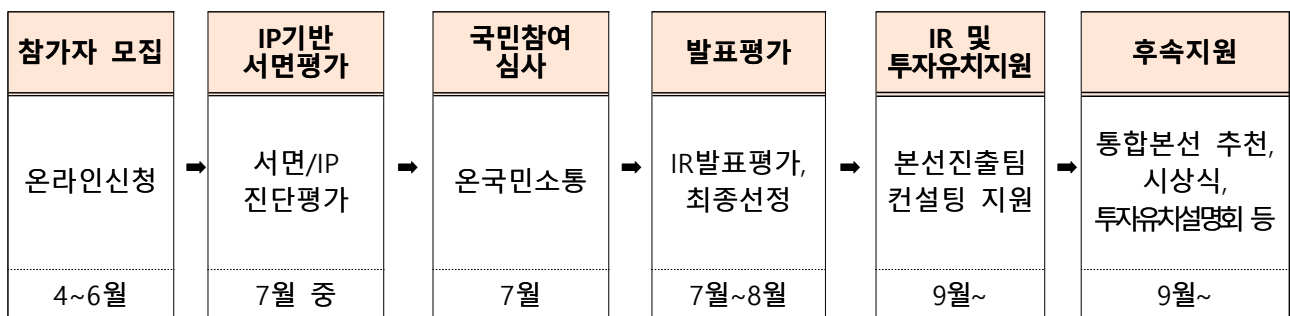 참가자 모집
IP기반
서면평가
국민참여
심사
발표평가
IR 및
투자유치지원
후속지원
온라인신청
➡
서면/IP
진단평가
➡
온국민소통
➡
IR발표평가,
최종선정
➡
본선진출팀
컨설팅 지원
➡
통합본선 추천,
시상식,
투자유치설명회 등
4~6월
7월 중
7월
7월~8월
9월~
9월~